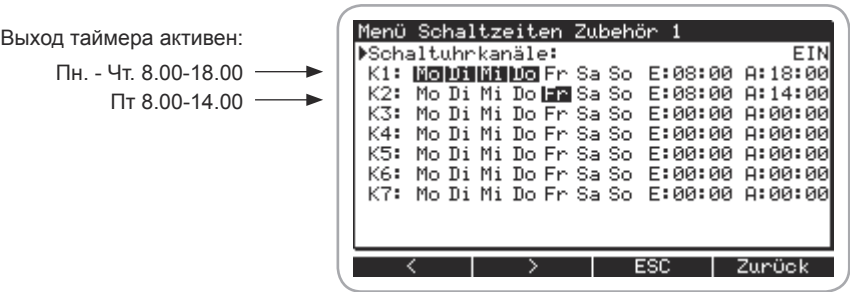 Выход таймера активен:
Пн. - Чт. 8.00-18.00
Пт 8.00-14.00
Menü Schaltzeiten Zubehör 1
▶Schaltuhrkanäle: EIN
K1: Mo Di Mi Do Fr Sa So E:08:00 A:18:00
K2: Mo Di Mi Do Fr Sa So E:08:00 A:14:00
K3: Mo Di Mi Do Fr Sa So E:00:00 A:00:00
K4: Mo Di Mi Do Fr Sa So E:00:00 A:00:00
K5: Mo Di Mi Do Fr Sa So E:00:00 A:00:00
K6: Mo Di Mi Do Fr Sa So E:00:00 A:00:00
K7: Mo Di Mi Do Fr Sa So E:00:00 A:00:00
< > ESC Zurück